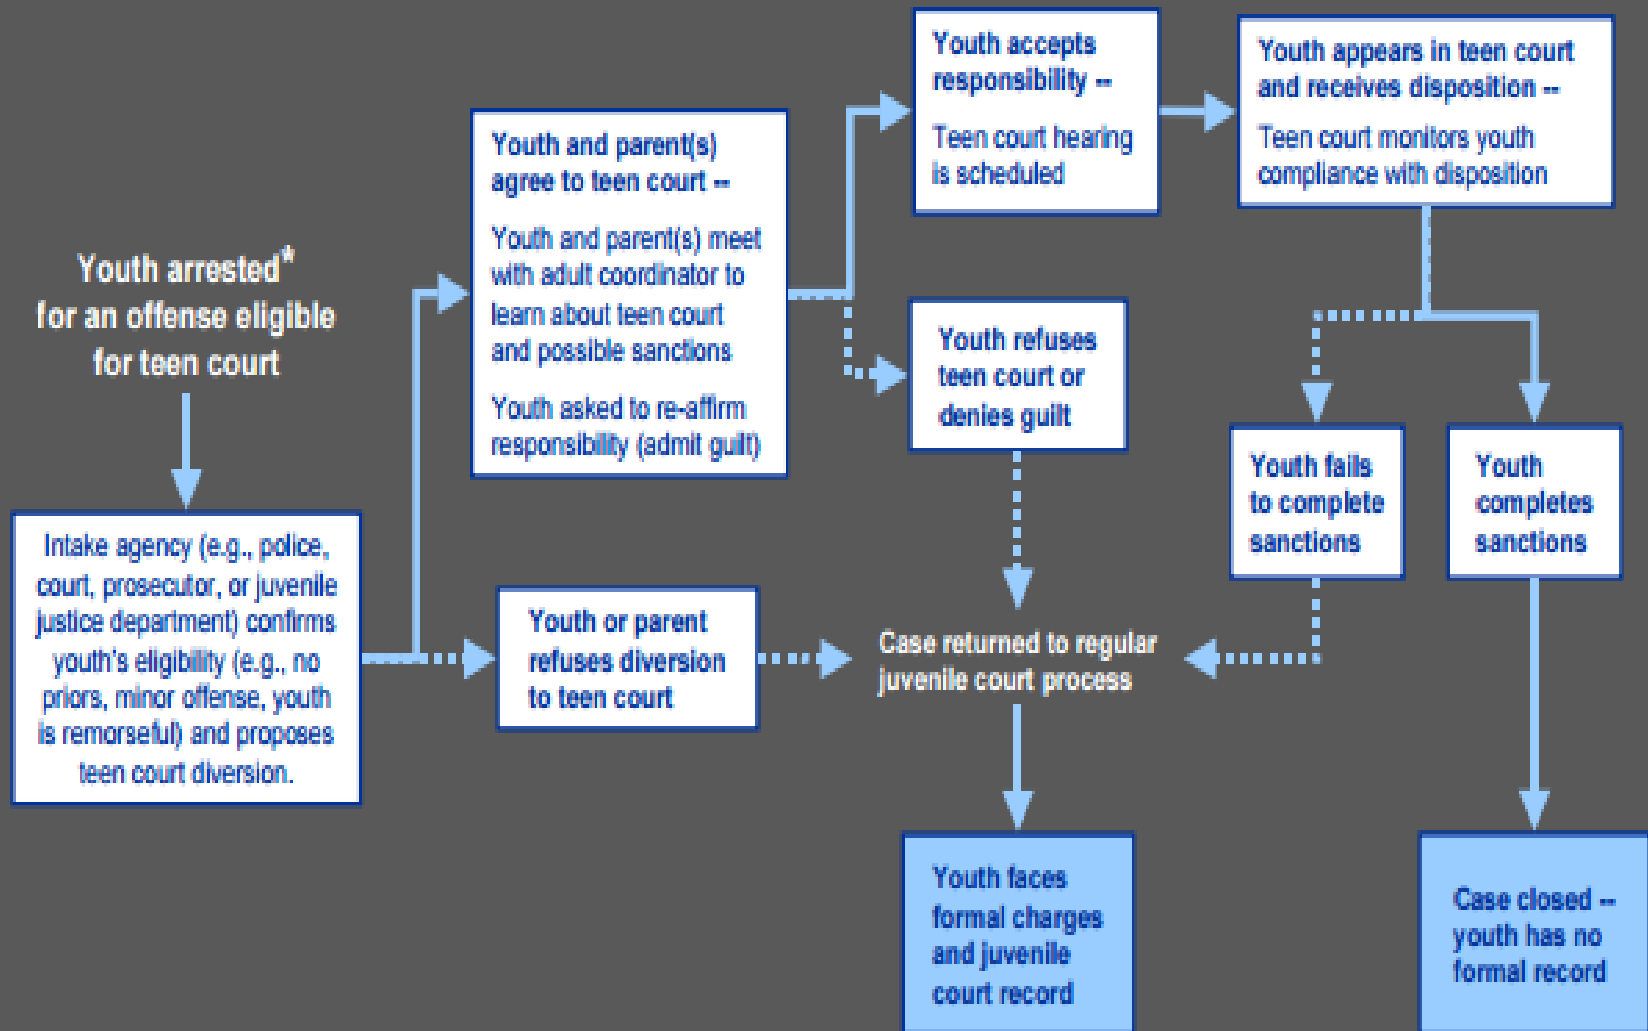 Youth arrested*
for an offense eligible
for teen court
Intake agency (e.g., police,
court, prosecutor, or juvenile
justice department) confirms
youth's eligibility (e.g., no
priors, minor offense, youth
is remorseful) and proposes
teen court diversion.
Youth and parent(s)
agree to teen court --
Youth and parent(s) meet
with adult coordinator to
learn about teen court
and possible sanctions
Youth asked to re-affirm
responsibility (admit guilt)
Youth or parent
refuses diversion
to teen court
Youth accepts
responsibility --
Teen court hearing
is scheduled
Youth refuses
teen court or
denies guilt
Case returned to regular
juvenile court process
Youth faces
formal charges
and juvenile
court record
Youth appears in teen court
and receives disposition --
Teen court monitors youth
compliance with disposition
Youth fails
to complete
sanctions
Youth
completes
sanctions
Case closed --
youth has no
formal record